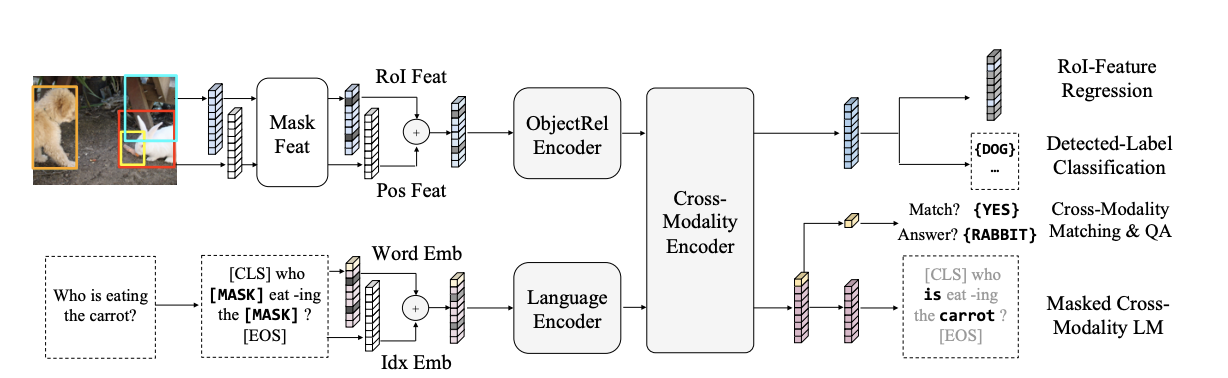 RoI Feat
Mask
Feat
Pos Feat
ObjectRel
Encoder
RoI-Feature
Regression
{DOG}
…
Detected-Label
Classification
Cross-
Modality
Encoder
Match? {YES}
Answer? {RABBIT}
Cross-Modality
Matching & QA
Who is eating
the carrot?
[CLS] who
[MASK] eat -ing
the [MASK] ?
[EOS]
Word Emb
Idx Emb
+
+
Language
Encoder
[CLS] who
is eat -ing
the carrot ?
[EOS]
Masked Cross-
Modality LM